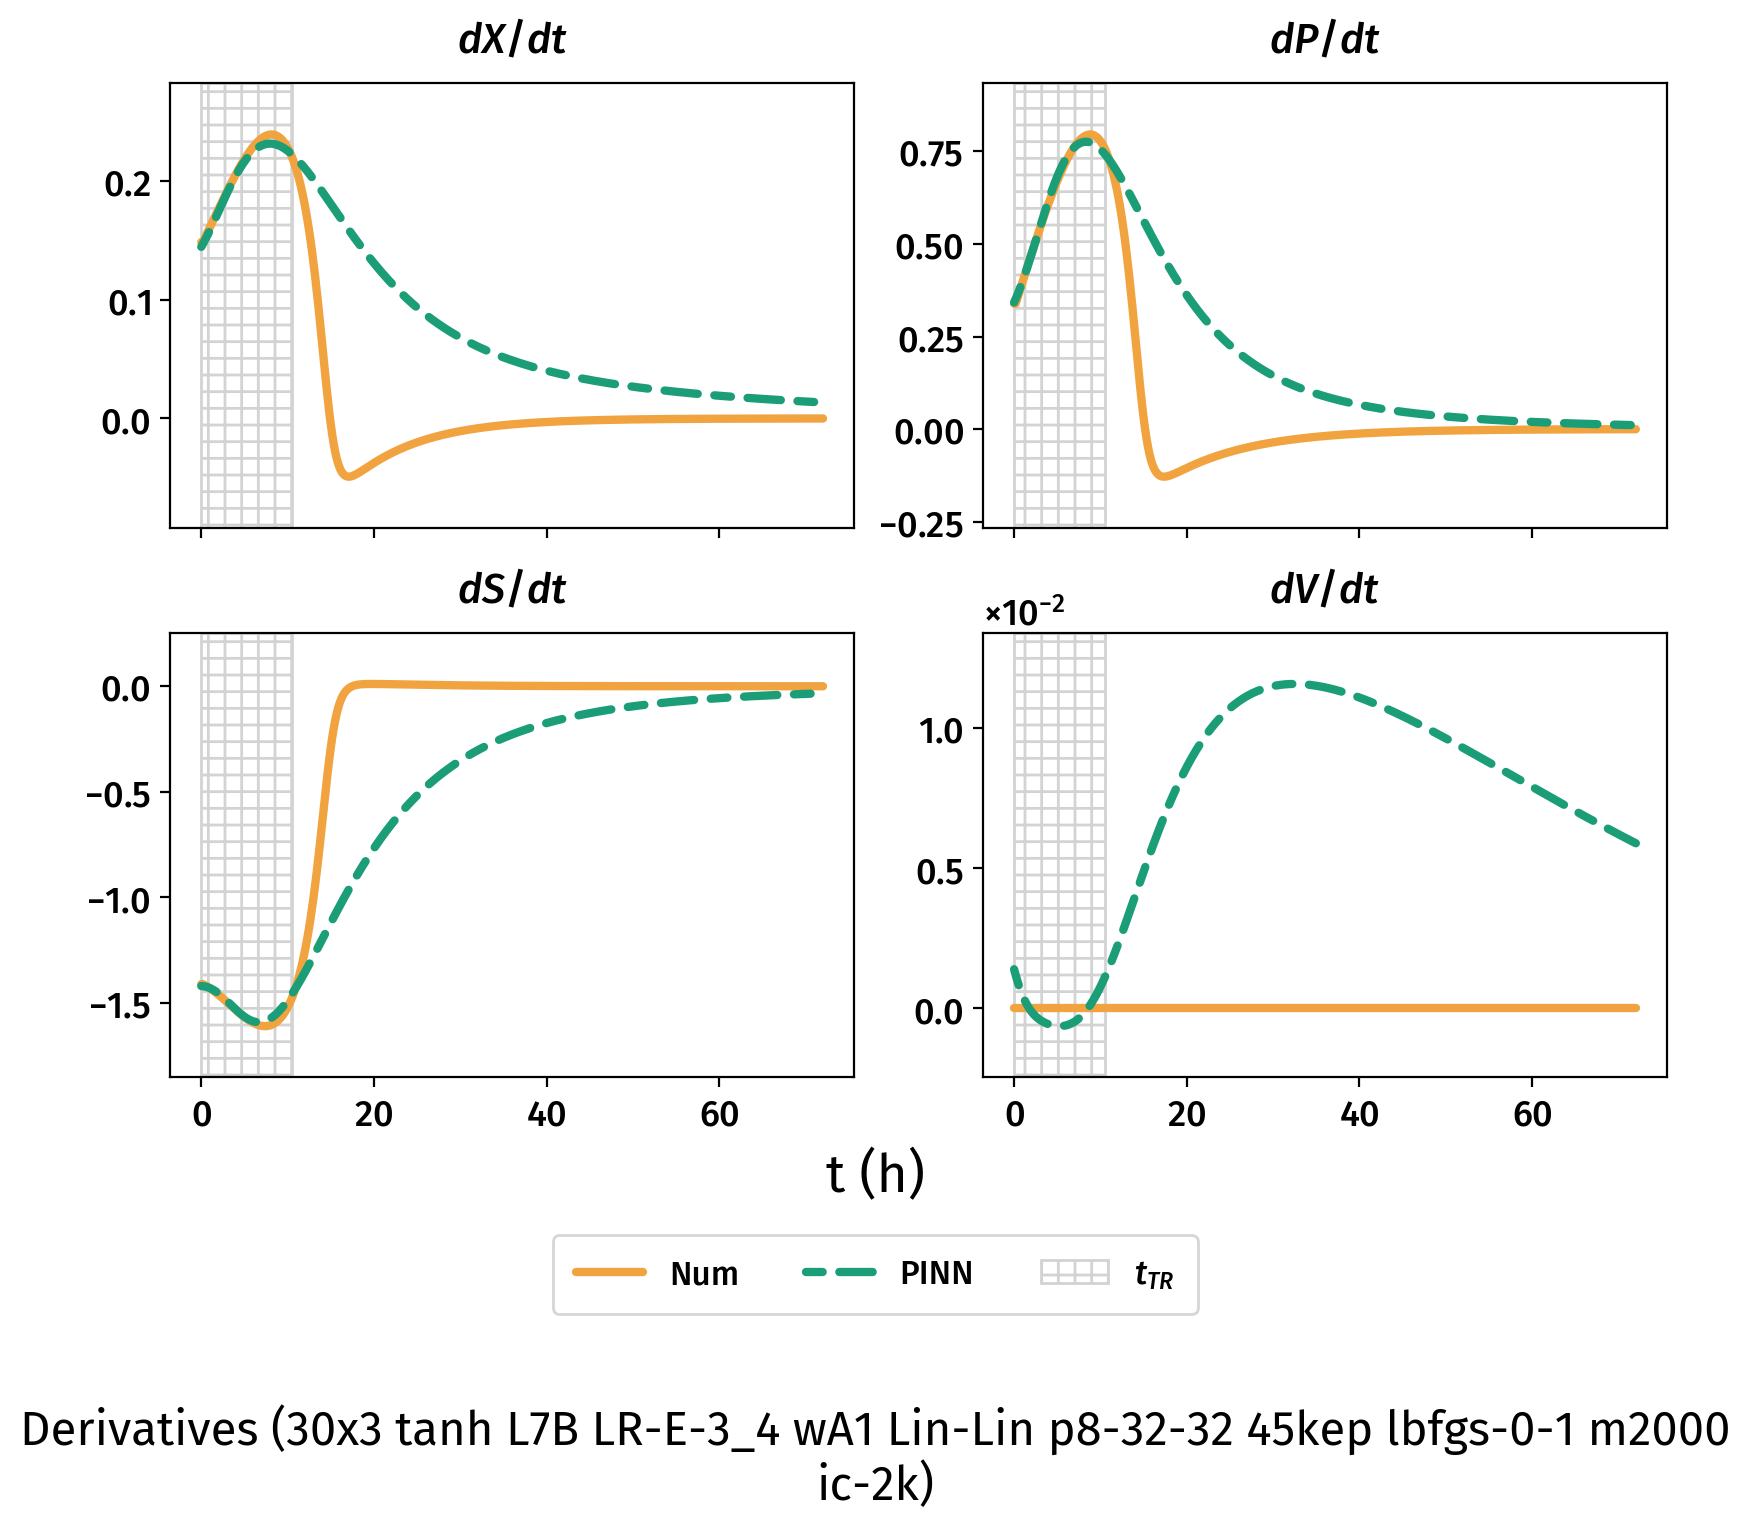 dX/dt
dP/dt
0.2
0.1
0.0
0.75
0.50
0.25
0.00
−0.25
dS/dt
dV/dt
×10⁻²
0.0
−0.5
−1.0
−1.5
1.0
0.5
0.0
0 20 40 60
0 20 40 60
t (h)
Num PINN t_TR
Derivatives (30x3 tanh L7B LR-E-3_4 wA1 Lin-Lin p8-32-32 45kep lbfgs-0-1 m2000
ic-2k)